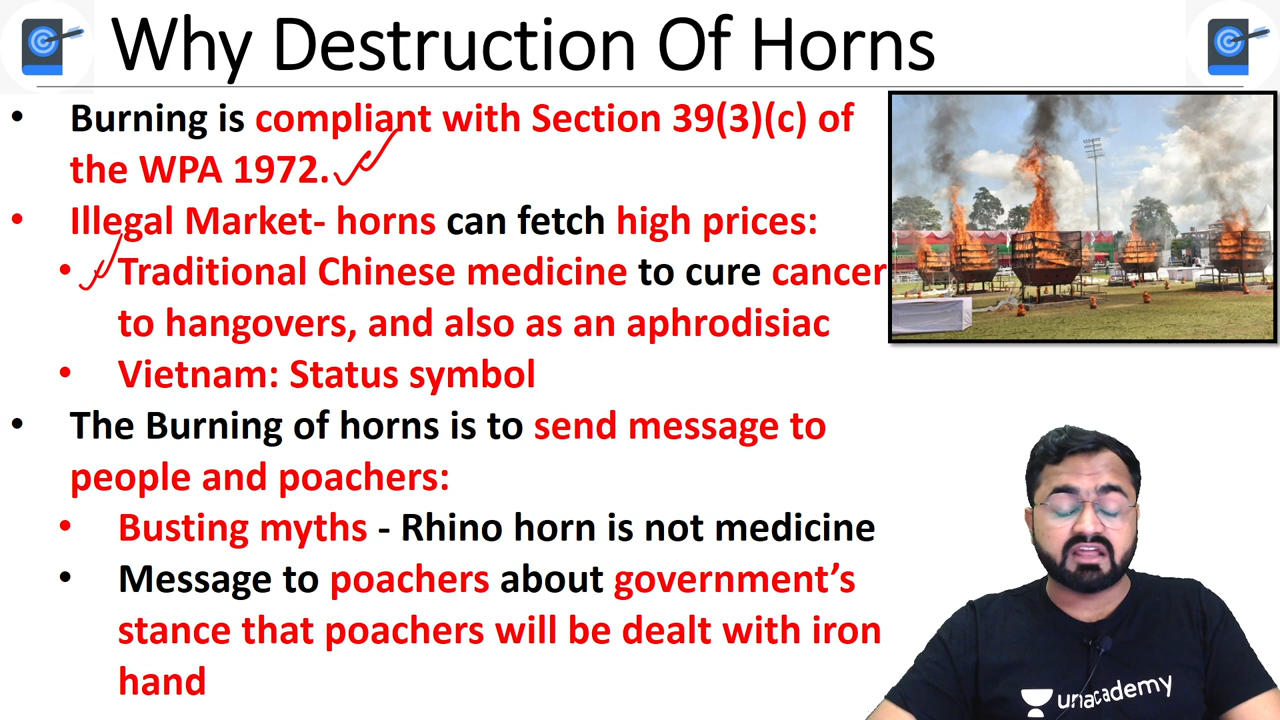 Why Destruction Of Horns
Burning is compliant with Section 39(3)(c) of
the WPA 1972.
Illegal Market- horns can fetch high prices:
Traditional Chinese medicine to cure cancer
to hangovers, and also as an aphrodisiac
Vietnam: Status symbol
The Burning of horns is to send message to
people and poachers:
Busting myths - Rhino horn is not medicine
Message to poachers about government’s
stance that poachers will be dealt with iron
hand
unacademy